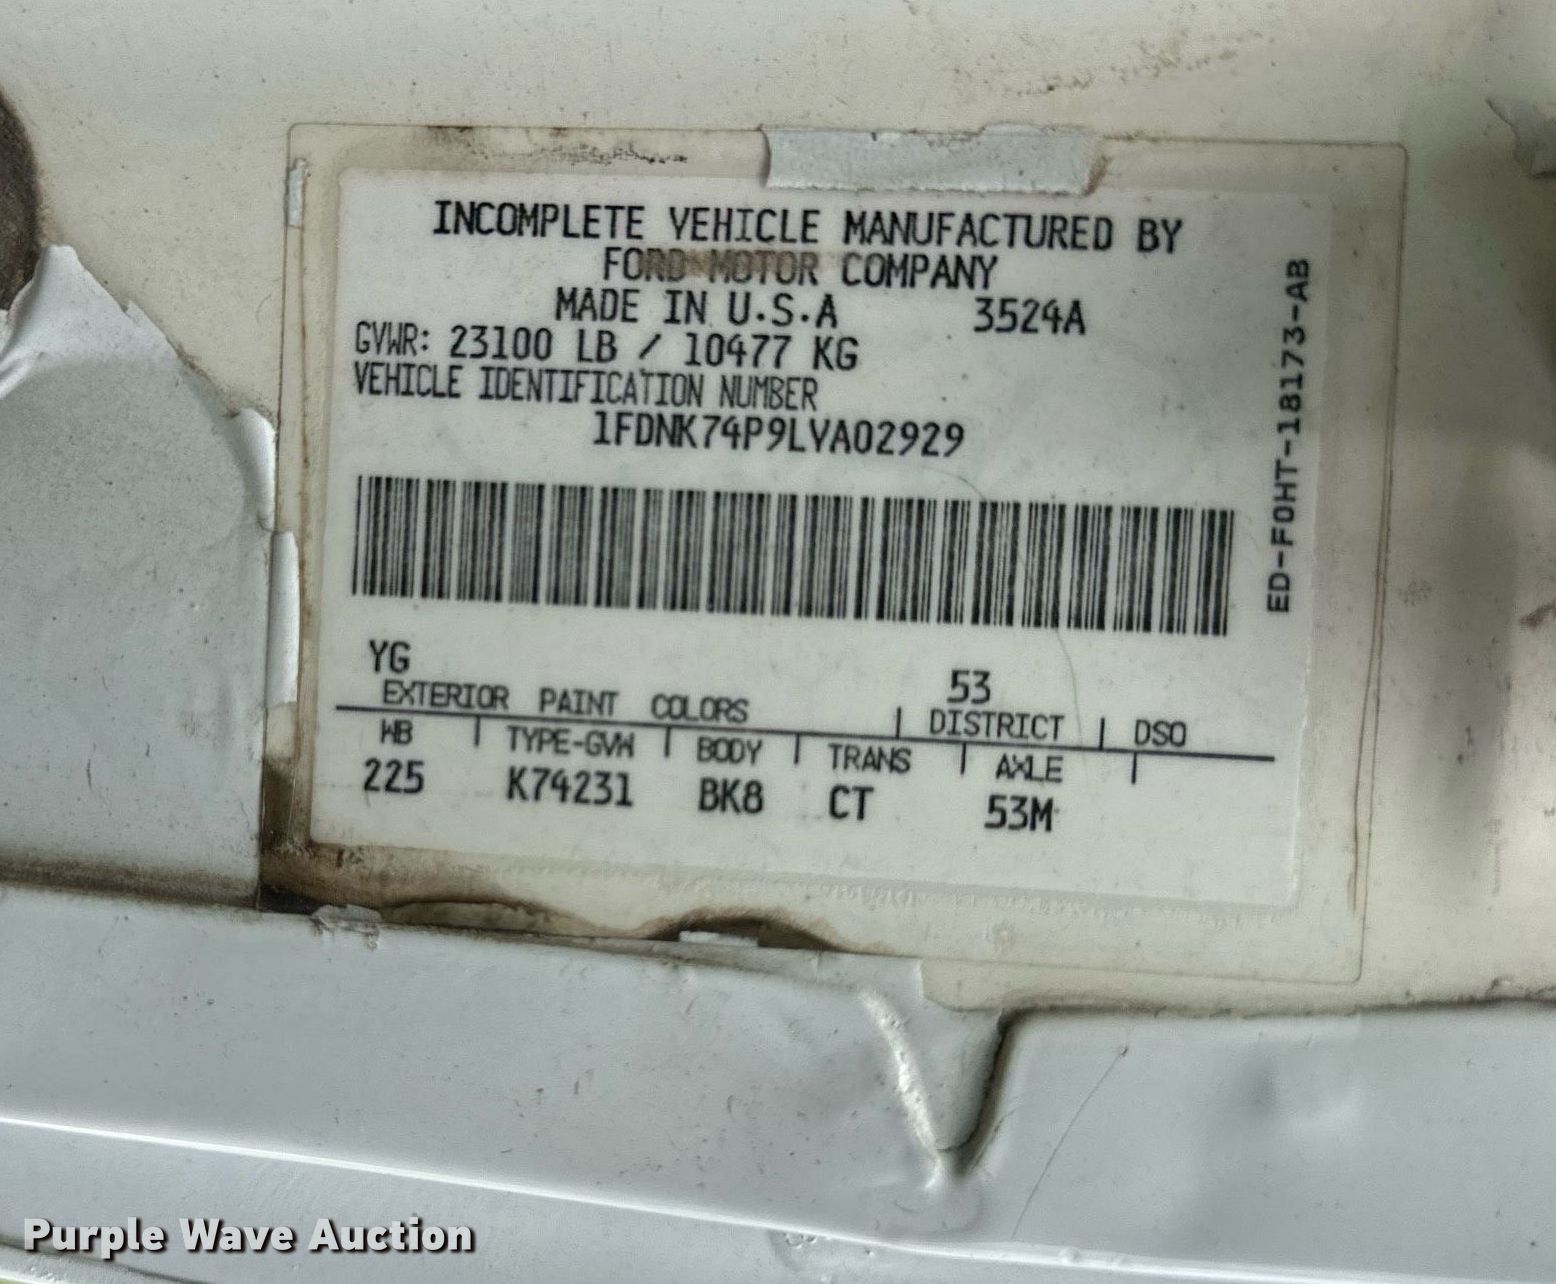 INCOMPLETE VEHICLE MANUFACTURED BY
FORD MOTOR COMPANY
MADE IN U.S.A 3524A
GVWR: 23100 LB / 10477 KG
VEHICLE IDENTIFICATION NUMBER
1FDNK74P9LVA02929
ED-F0HT-18173-AB
YG 53
EXTERIOR PAINT COLORS | DISTRICT | DSO
WB | TYPE-GVW | BODY | TRANS | AXLE |
225 K74231 BK8 CT 53M
Purple Wave Auction